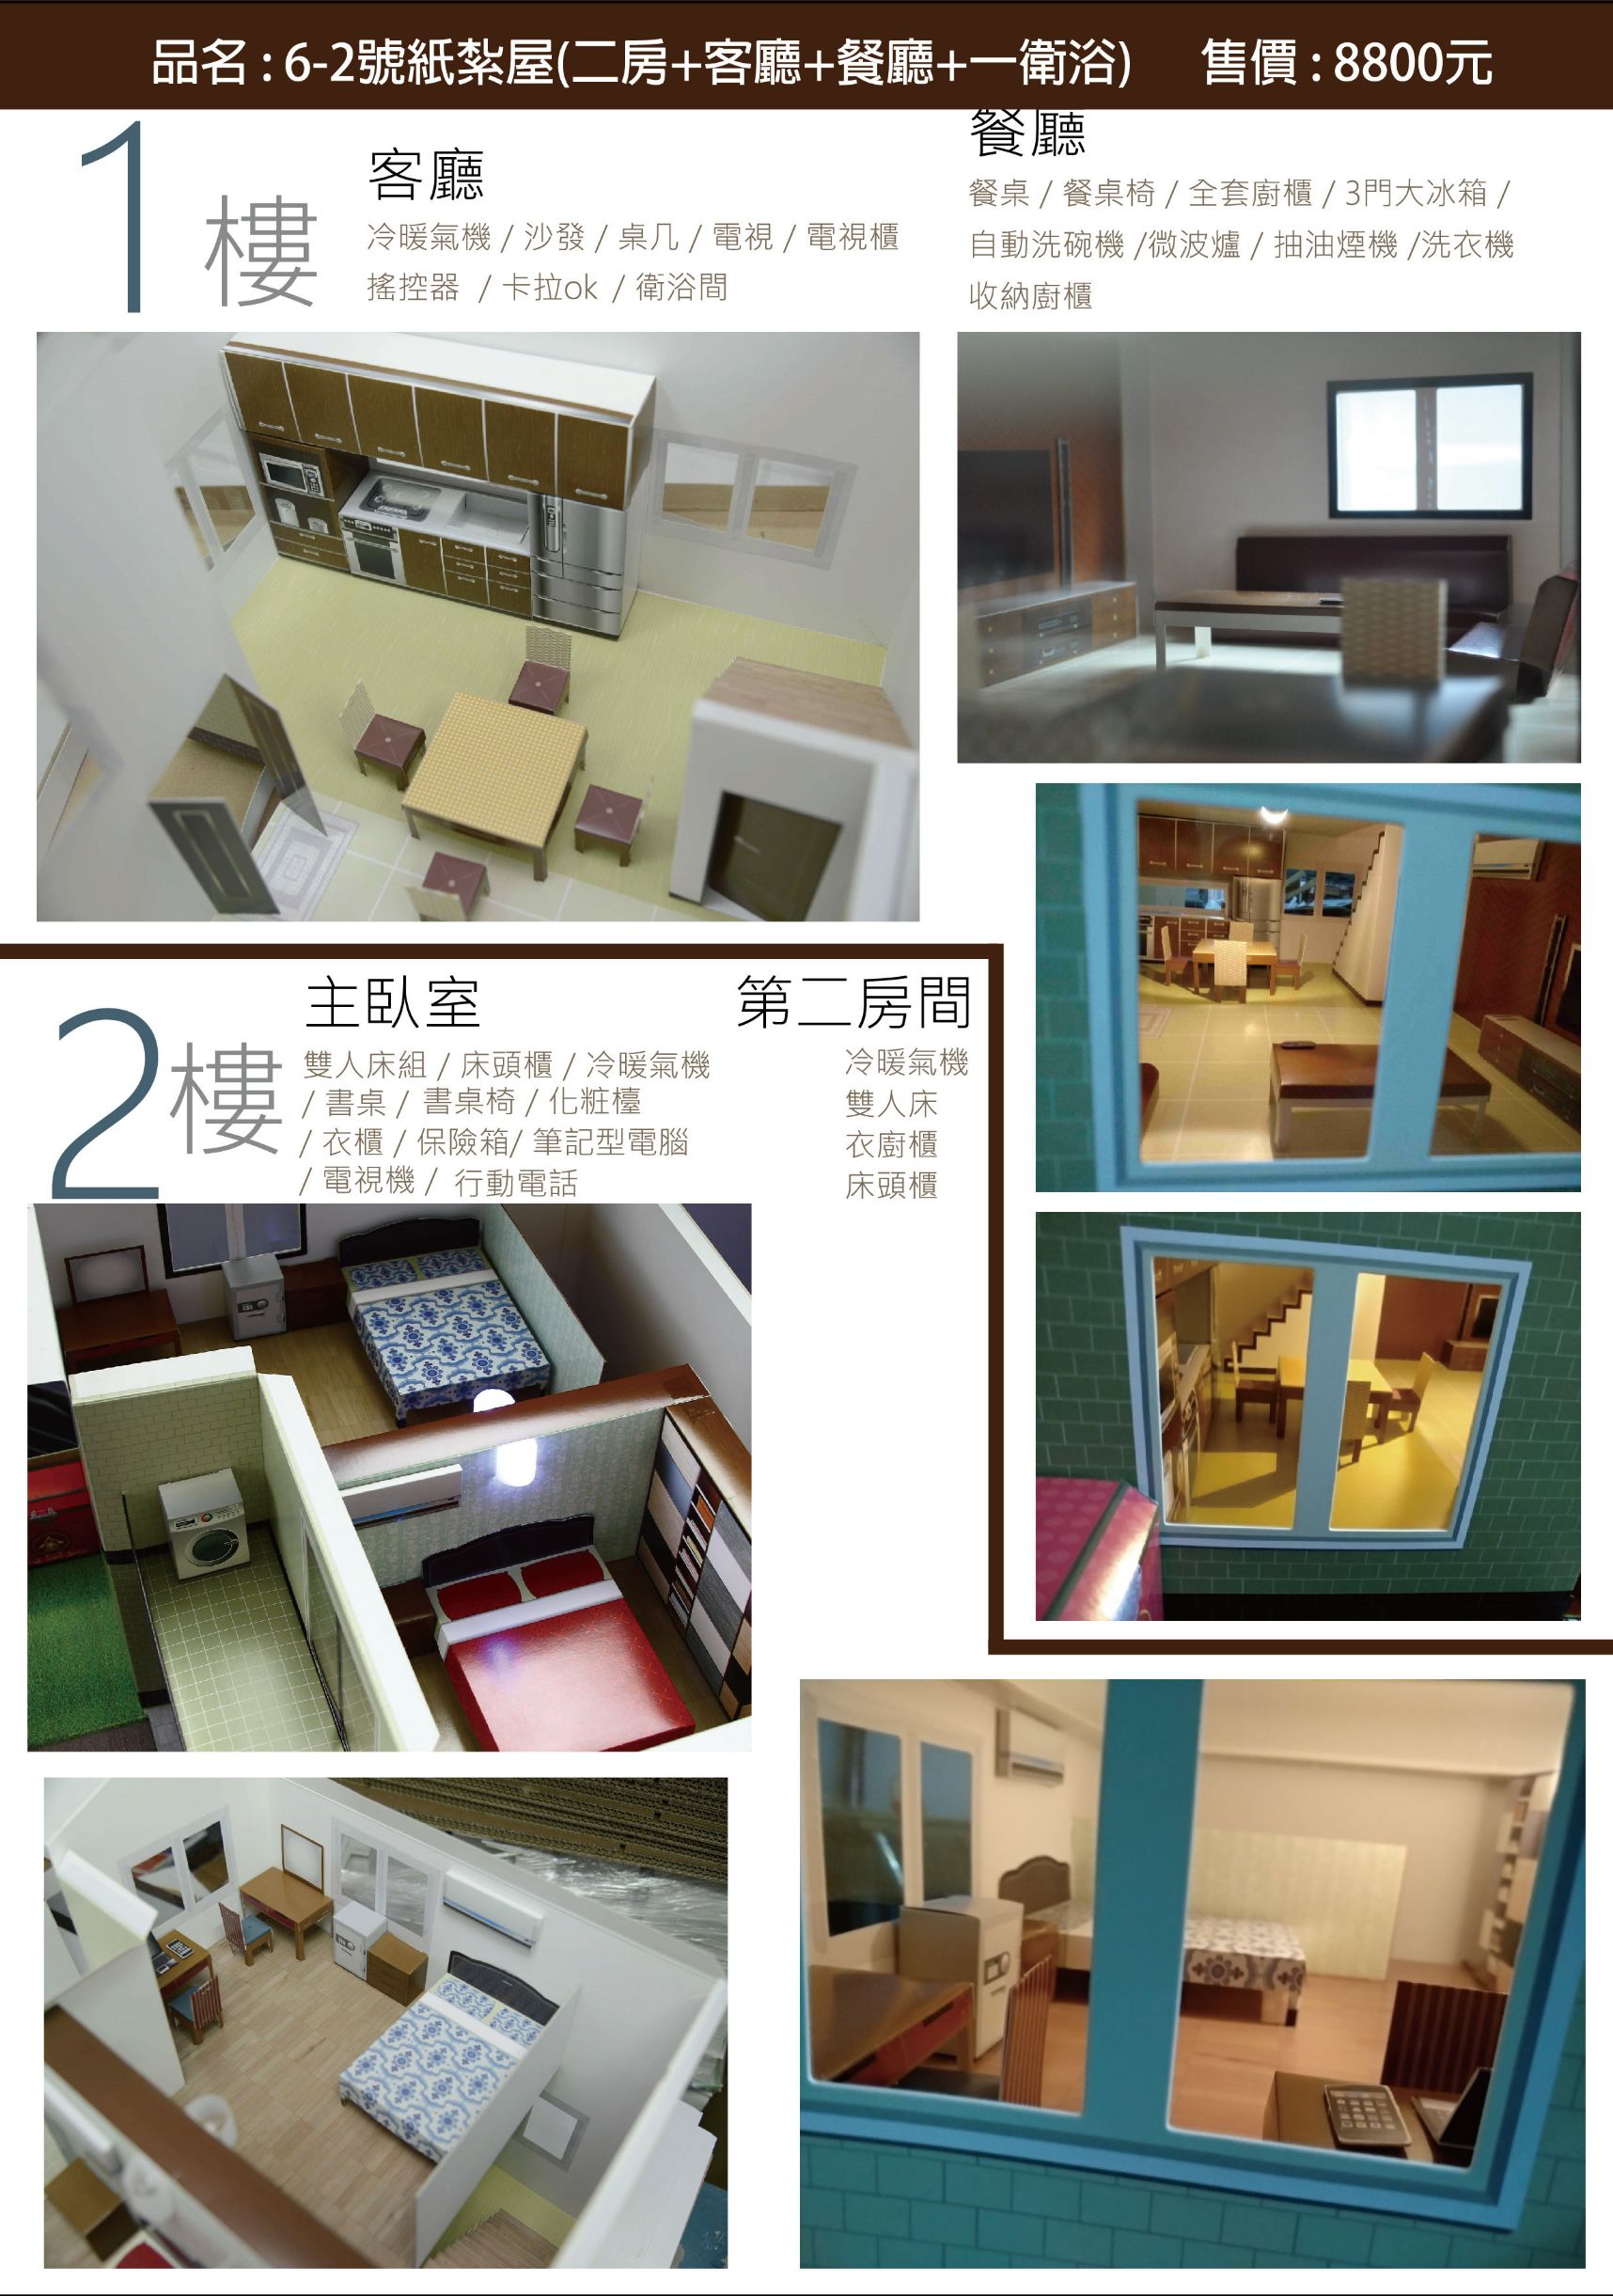 品名 : 6-2號紙紮屋(二房+客廳+餐廳+一衛浴) 售價 : 8800元
1樓
客廳
冷暖氣機 / 沙發 / 桌几 / 電視 / 電視櫃
搖控器 / 卡拉ok / 衛浴間
餐廳
餐桌 / 餐桌椅 / 全套廚櫃 / 3門大冰箱 /
自動洗碗機 /微波爐 / 抽油煙機 /洗衣機
收納廚櫃
2樓
主臥室
雙人床組 / 床頭櫃 / 冷暖氣機
/ 書桌 / 書桌椅 / 化粧檯
/ 衣櫃 / 保險箱/ 筆記型電腦
/ 電視機 / 行動電話
第二房間
冷暖氣機
雙人床
衣廚櫃
床頭櫃